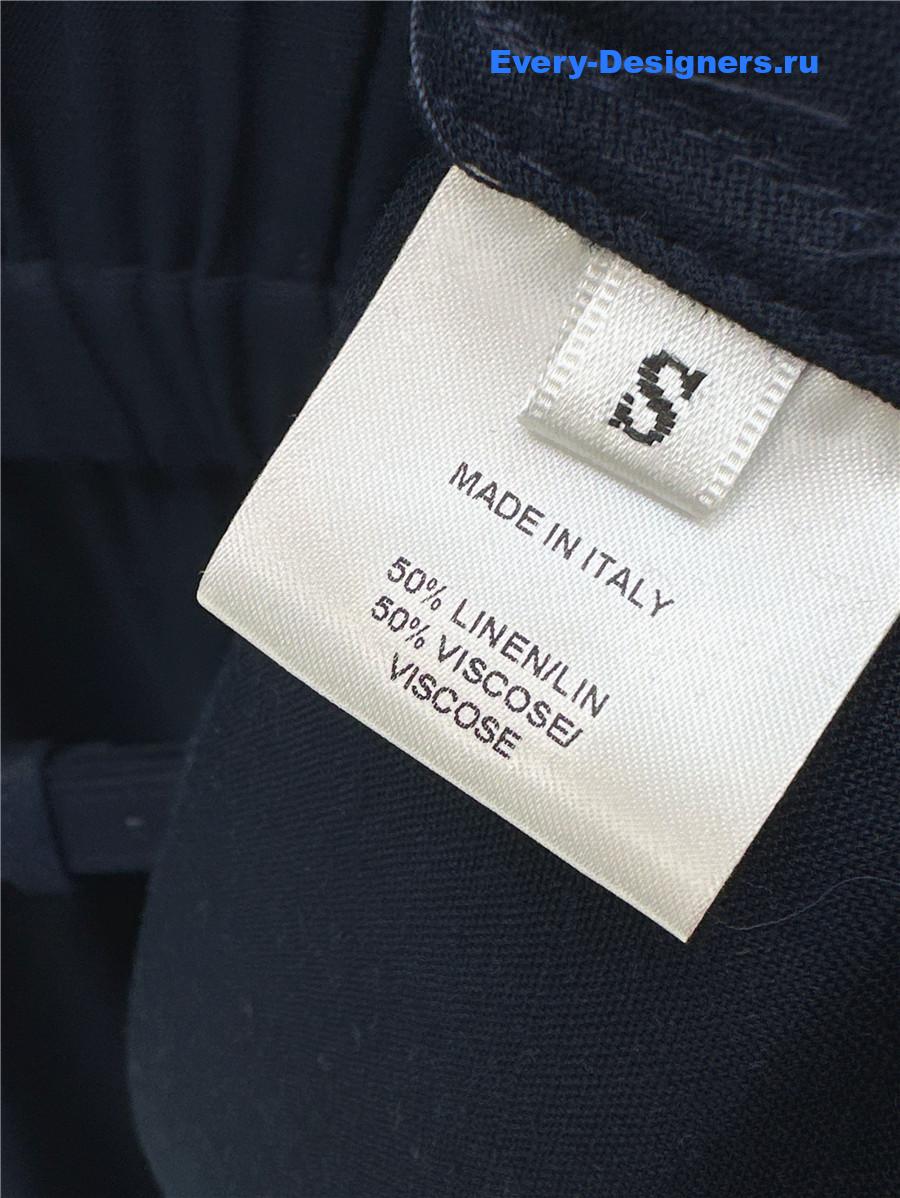 Every-Designers.ru
S
MADE IN ITALY
50% LINEN/LIN
50% VISCOSE/
VISCOSE